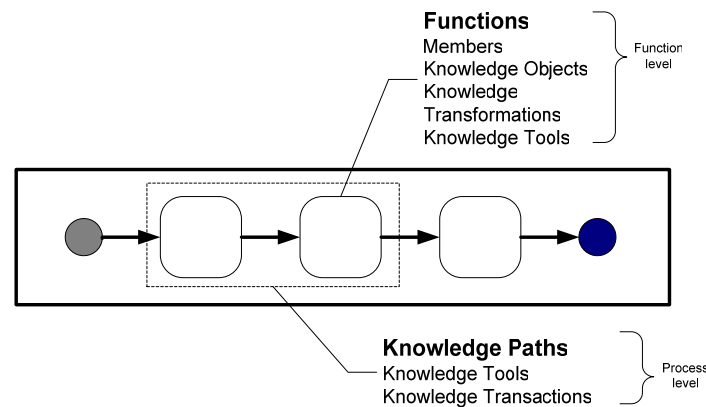 Functions
Members
Knowledge Objects
Knowledge
Transformations
Knowledge Tools
Function
level
Knowledge Paths
Knowledge Tools
Knowledge Transactions
Process
level